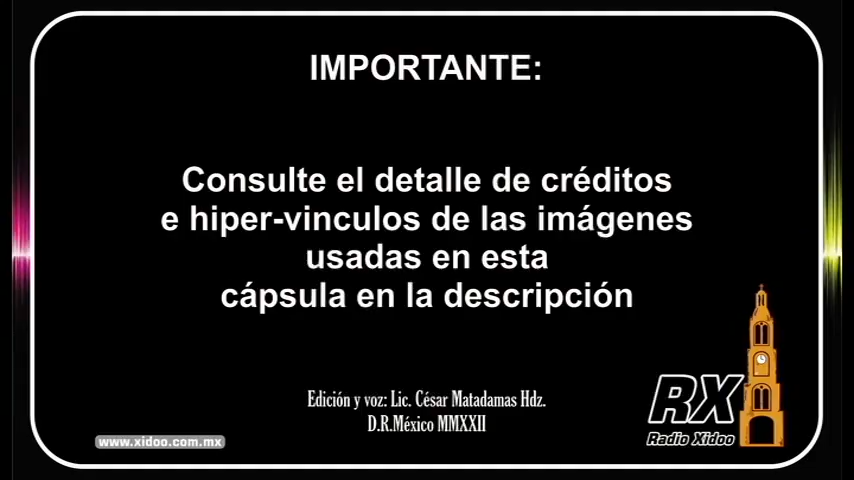 IMPORTANTE:
Consulte el detalle de créditos
e hiper-vinculos de las imágenes
usadas en esta
cápsula en la descripción
Edición y voz: Lic. César Matadamas Hdz.
D.R.México MMXXII
www.xidoo.com.mx
RX
Radio Xidoo